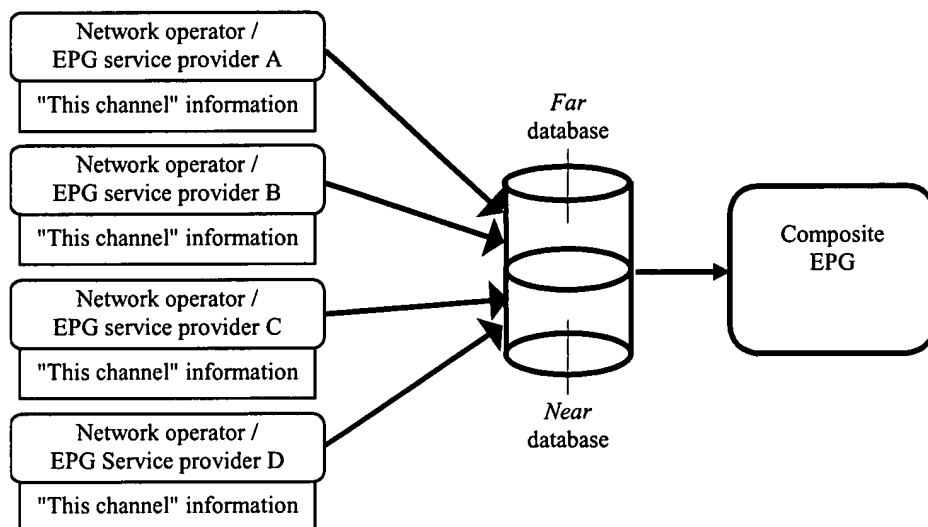 Network operator /
EPG service provider A
"This channel" information
Network operator /
EPG service provider B
"This channel" information
Network operator /
EPG service provider C
"This channel" information
Network operator /
EPG Service provider D
"This channel" information
Far
database
Near
database
Composite
EPG